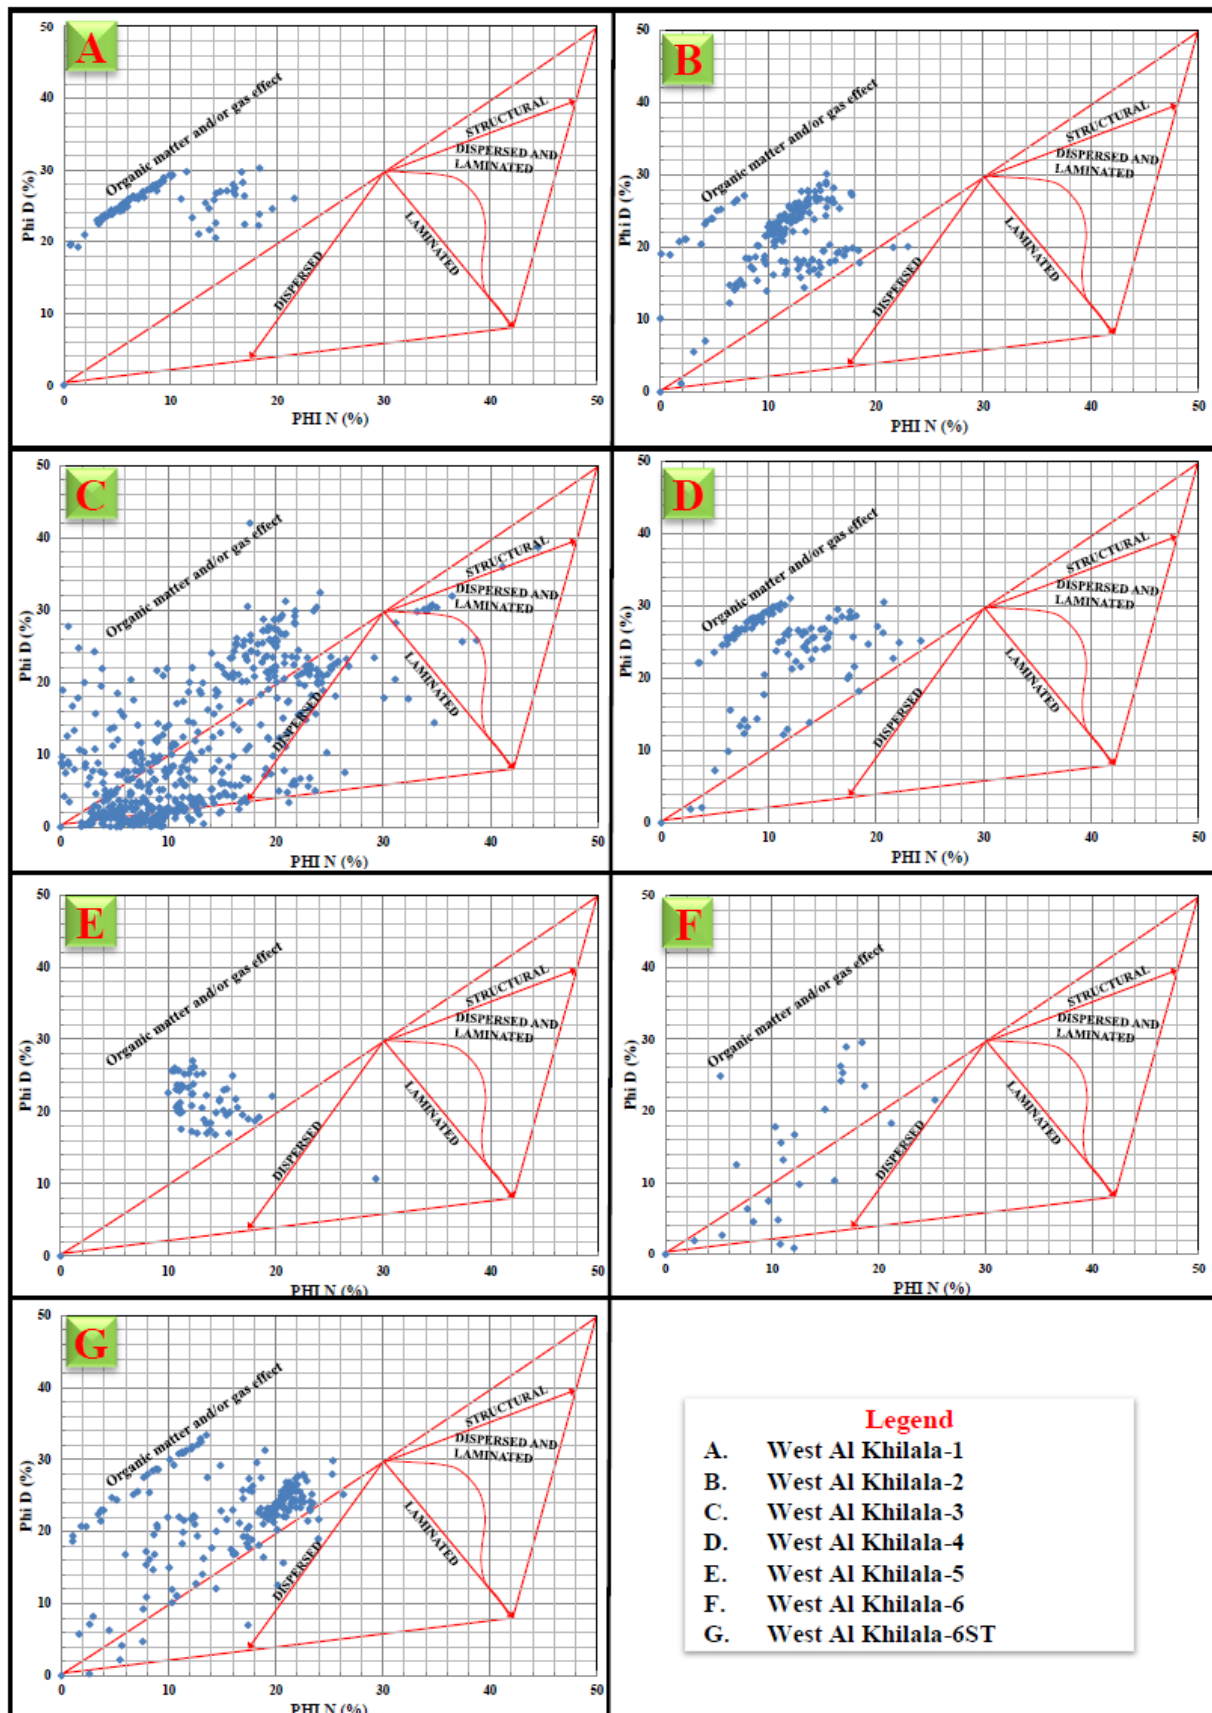 A
50
40
30
20
10
0
Phi D (%)
Organic matter and/or gas effect
STRUCTURAL
DISPERSED AND
LAMINATED
LAMINATED
DISPERSED
0 10 20 30 40 50
PHI N (%)
B
50
40
30
20
10
0
Phi D (%)
Organic matter and/or gas effect
STRUCTURAL
DISPERSED AND
LAMINATED
LAMINATED
DISPERSED
0 10 20 30 40 50
PHI N (%)
C
50
40
30
20
10
0
Phi D (%)
Organic matter and/or gas effect
STRUCTURAL
DISPERSED AND
LAMINATED
LAMINATED
DISPERSED
0 10 20 30 40 50
PHI N (%)
D
50
40
30
20
10
0
Phi D (%)
Organic matter and/or gas effect
STRUCTURAL
DISPERSED AND
LAMINATED
LAMINATED
DISPERSED
0 10 20 30 40 50
PHI N (%)
E
50
40
30
20
10
0
Phi D (%)
Organic matter and/or gas effect
STRUCTURAL
DISPERSED AND
LAMINATED
LAMINATED
DISPERSED
0 10 20 30 40 50
PHI N (%)
F
50
40
30
20
10
0
Phi D (%)
Organic matter and/or gas effect
STRUCTURAL
DISPERSED AND
LAMINATED
LAMINATED
DISPERSED
0 10 20 30 40 50
PHI N (%)
G
50
40
30
20
10
0
Phi D (%)
Organic matter and/or gas effect
STRUCTURAL
DISPERSED AND
LAMINATED
LAMINATED
DISPERSED
0 10 20 30 40 50
PHI N (%)
Legend
A. West Al Khilala-1
B. West Al Khilala-2
C. West Al Khilala-3
D. West Al Khilala-4
E. West Al Khilala-5
F. West Al Khilala-6
G. West Al Khilala-6ST